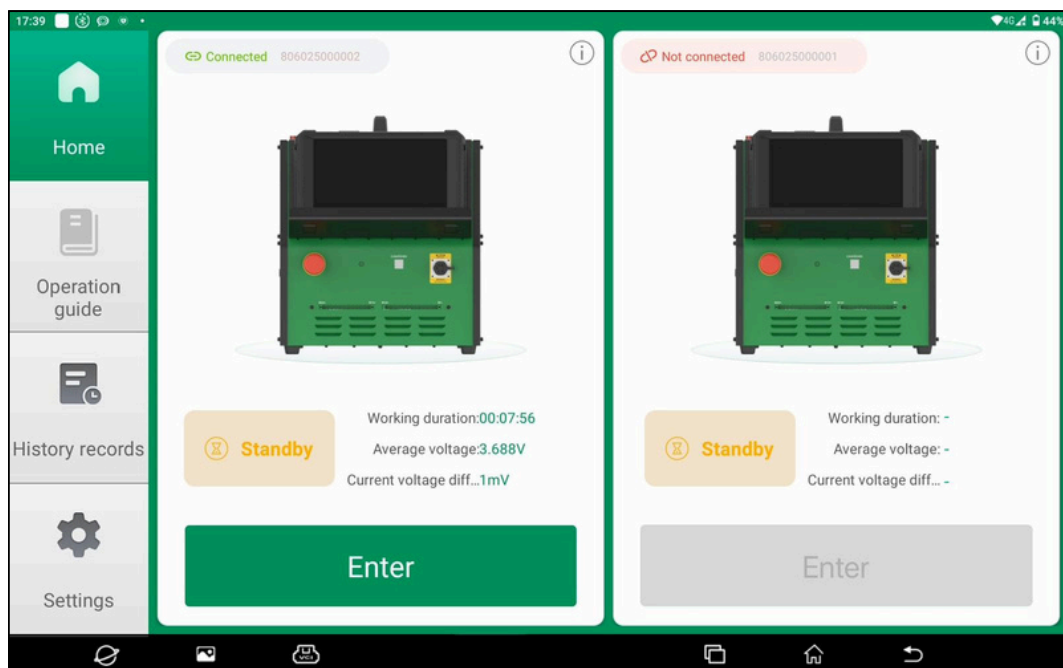 17:39
4G 44%
Home
Operation
guide
History records
Settings
Connected 806025000002
Working duration:00:07:56
Standby
Average voltage:3.688V
Current voltage diff...1mV
Enter
Not connected 806025000001
Working duration: -
Standby
Average voltage: -
Current voltage diff... -
Enter
VCI